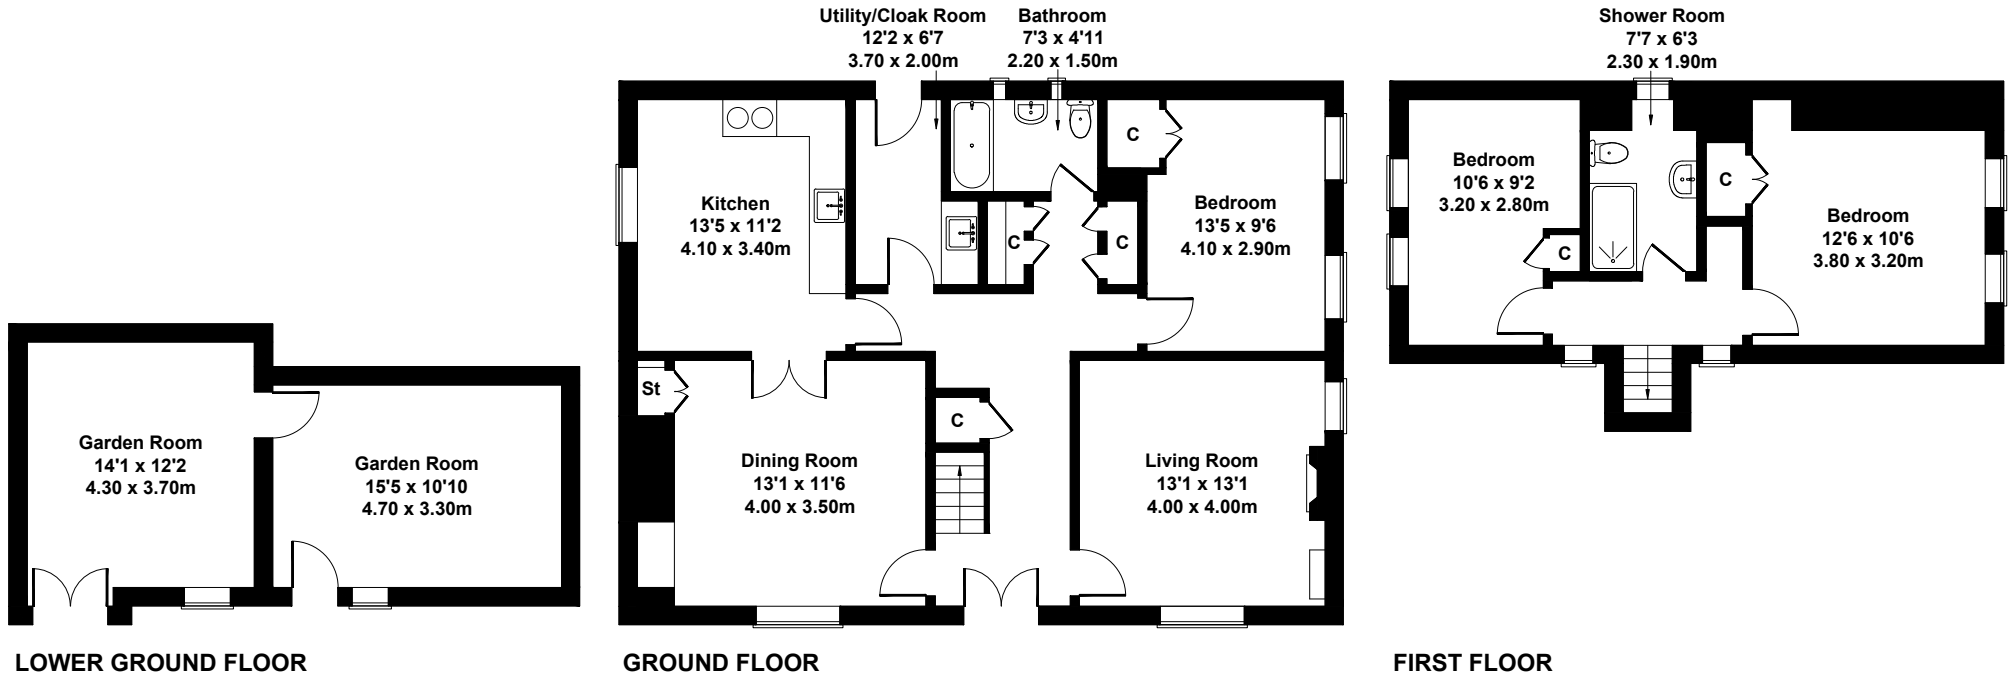 Utility/Cloak Room
12'2 x 6'7
3.70 x 2.00m
Bathroom
7'3 x 4'11
2.20 x 1.50m
Shower Room
7'7 x 6'3
2.30 x 1.90m
Garden Room
14'1 x 12'2
4.30 x 3.70m
Garden Room
15'5 x 10'10
4.70 x 3.30m
LOWER GROUND FLOOR
Kitchen
13'5 x 11'2
4.10 x 3.40m
C
C
C
Bedroom
13'5 x 9'6
4.10 x 2.90m
St
C
Dining Room
13'1 x 11'6
4.00 x 3.50m
Living Room
13'1 x 13'1
4.00 x 4.00m
GROUND FLOOR
Bedroom
10'6 x 9'2
3.20 x 2.80m
C
C
Bedroom
12'6 x 10'6
3.80 x 3.20m
FIRST FLOOR